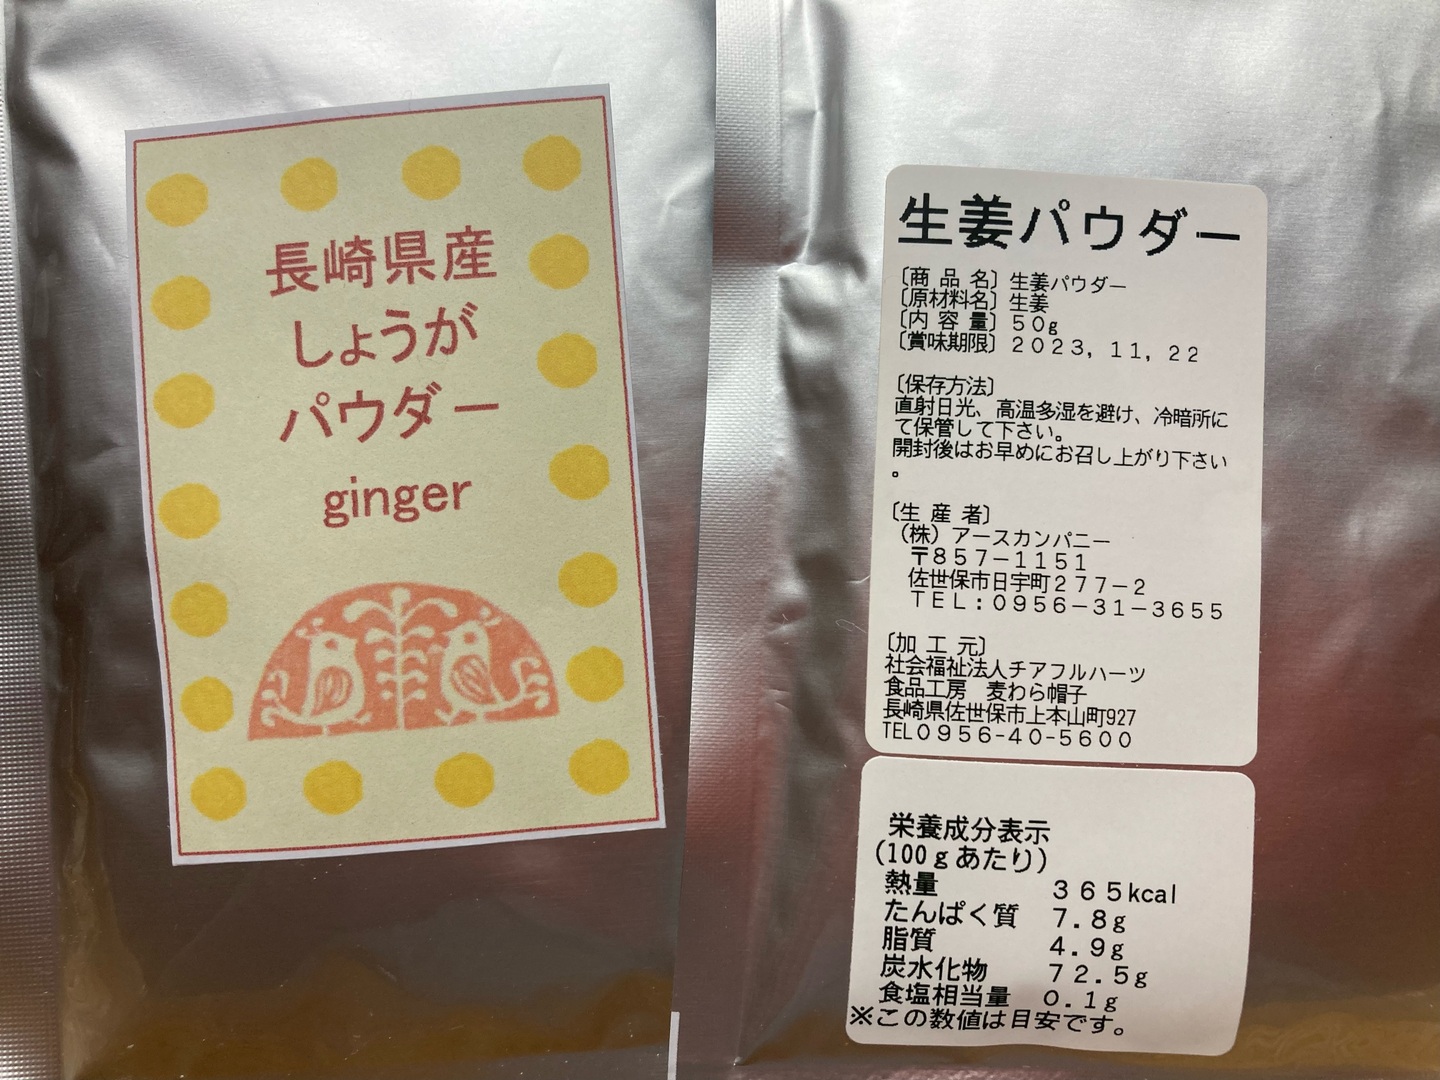 長崎県産
しょうが
パウダー
ginger
生姜パウダー
〔商 品 名〕生姜パウダー
〔原材料名〕生姜
〔内 容 量〕50g
〔賞味期限〕2023, 11, 22
〔保存方法〕
直射日光、高温多湿を避け、冷暗所に
て保管して下さい。
開封後はお早めにお召し上がり下さい
。
〔生 産 者〕
(株)アースカンパニー
〒857-1151
佐世保市日宇町277-2
TEL:0956-31-3655
〔加 工 元〕
社会福祉法人チアフルハーツ
食品工房 麦わら帽子
長崎県佐世保市上本山町927
TEL0956-40-5600
栄養成分表示
(100gあたり)
熱量 365kcal
たんぱく質 7.8g
脂質 4.9g
炭水化物 72.5g
食塩相当量 0.1g
※この数値は目安です。